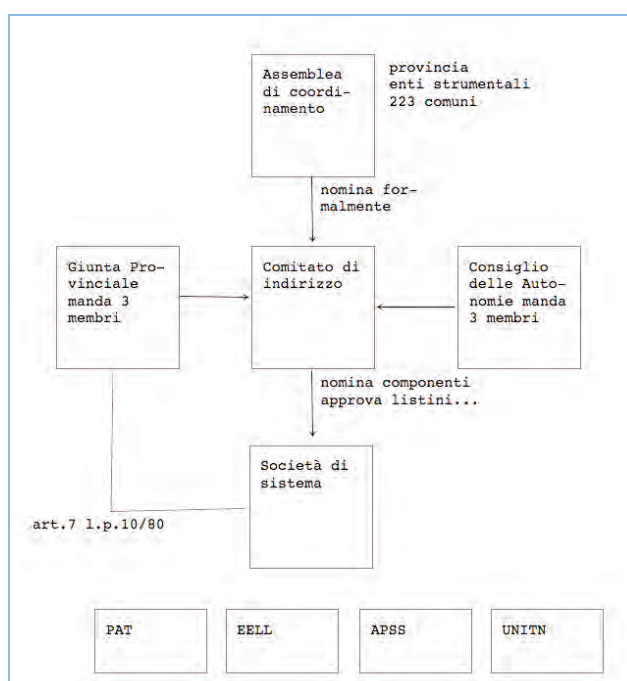 Assemblea
di coordi-
namento
provincia
enti strumentali
223 comuni
nomina for-
malmente
Giunta Pro-
vinciale
manda 3
membri
Comitato di
indirizzo
Consiglio
delle Auto-
nomie manda
3 membri
nomina componenti
approva listini...
Società di
sistema
art.7 l.p.10/80
PAT
EELL
APSS
UNITN